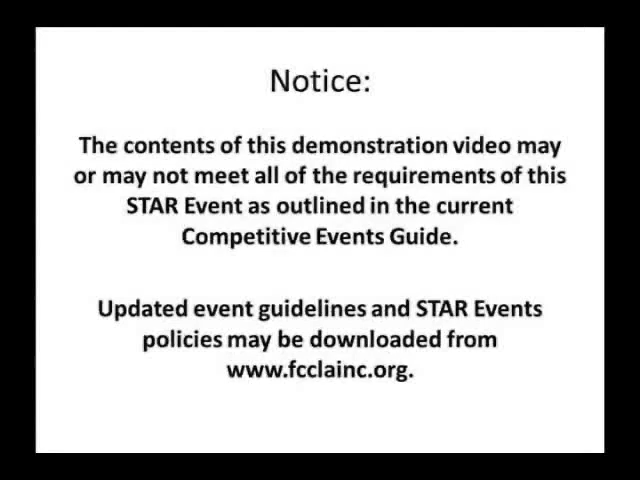 Notice:
The contents of this demonstration video may
or may not meet all of the requirements of this
STAR Event as outlined in the current
Competitive Events Guide.
Updated event guidelines and STAR Events
policies may be downloaded from
www.fcclainc.org.